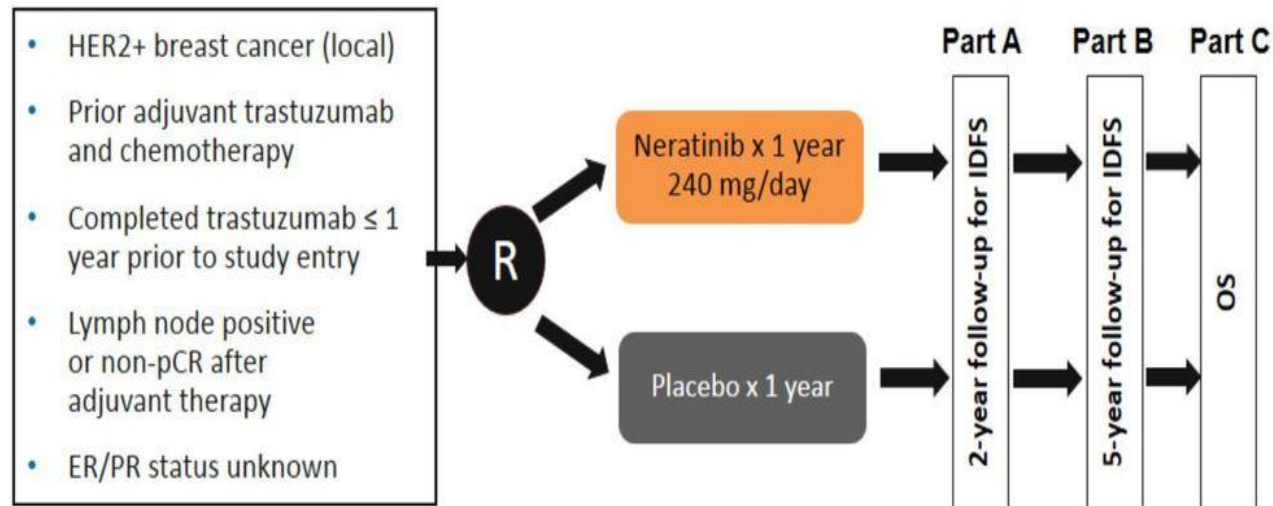 • HER2+ breast cancer (local)
• Prior adjuvant trastuzumab
and chemotherapy
• Completed trastuzumab ≤ 1
year prior to study entry
• Lymph node positive
or non-pCR after
adjuvant therapy
• ER/PR status unknown
R
Neratinib x 1 year
240 mg/day
Placebo x 1 year
Part A
2-year follow-up for IDFS
Part B
5-year follow-up for IDFS
Part C
OS